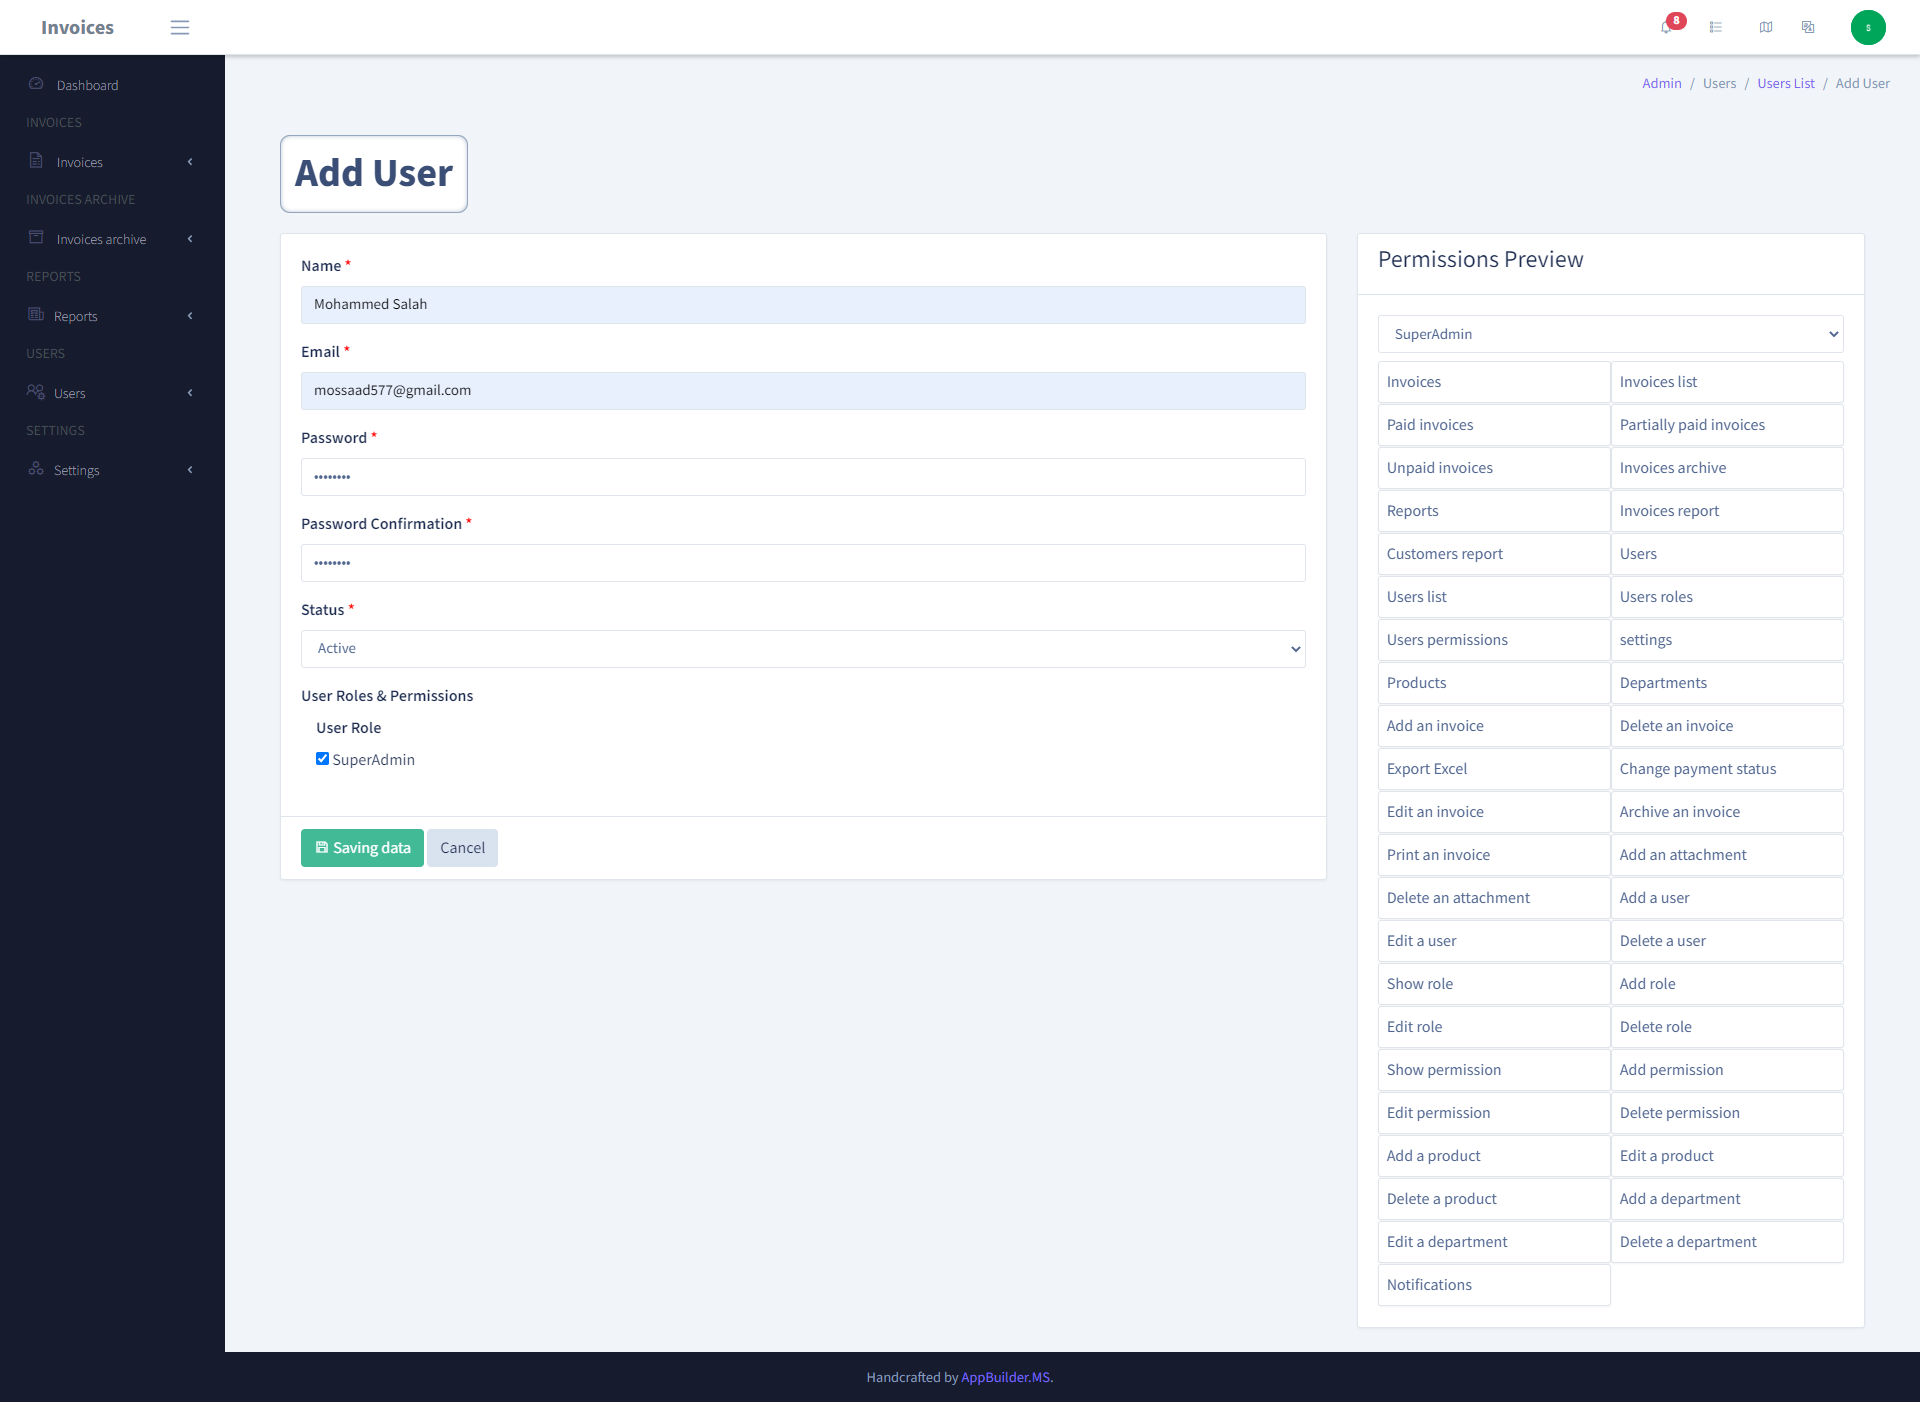 Invoices
8
s
Dashboard
INVOICES
Invoices
INVOICES ARCHIVE
Invoices archive
REPORTS
Reports
USERS
Users
SETTINGS
Settings
Admin / Users / Users List / Add User
Add User
Name *
Mohammed Salah
Email *
mossaad577@gmail.com
Password *
••••••••
Password Confirmation *
••••••••
Status *
Active
User Roles & Permissions
User Role
SuperAdmin
Saving data Cancel
Permissions Preview
SuperAdmin
Invoices Invoices list
Paid invoices Partially paid invoices
Unpaid invoices Invoices archive
Reports Invoices report
Customers report Users
Users list Users roles
Users permissions settings
Products Departments
Add an invoice Delete an invoice
Export Excel Change payment status
Edit an invoice Archive an invoice
Print an invoice Add an attachment
Delete an attachment Add a user
Edit a user Delete a user
Show role Add role
Edit role Delete role
Show permission Add permission
Edit permission Delete permission
Add a product Edit a product
Delete a product Add a department
Edit a department Delete a department
Notifications
Handcrafted by AppBuilder.MS.